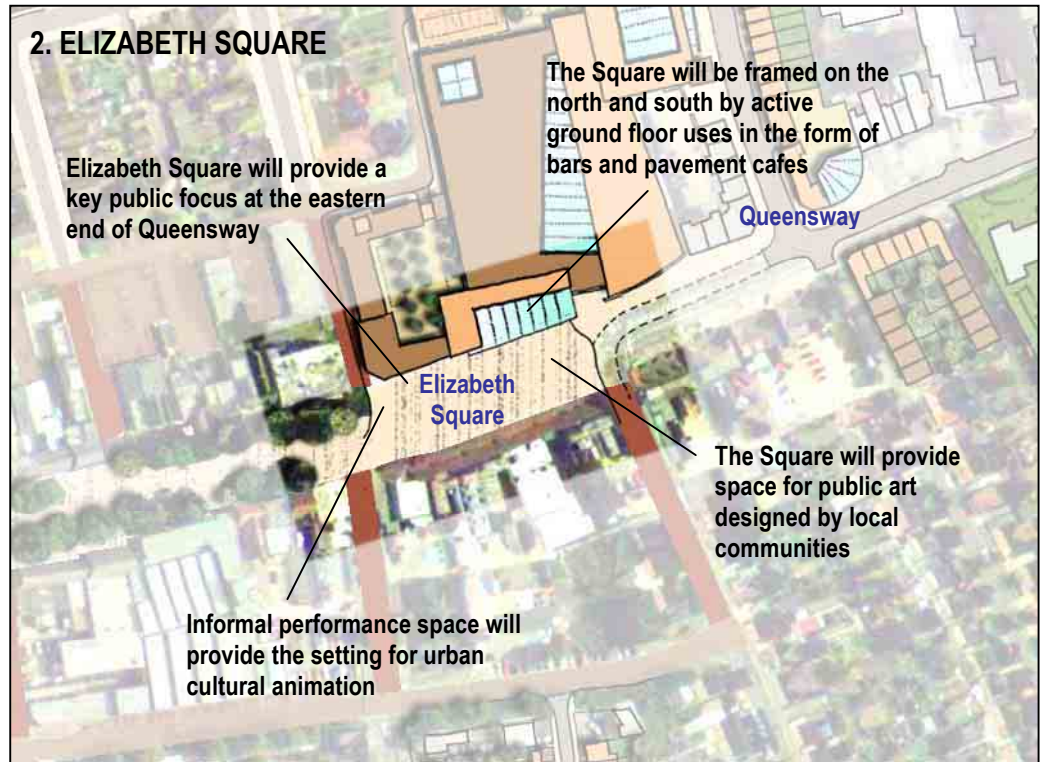 2. ELIZABETH SQUARE
The Square will be framed on the
north and south by active
ground floor uses in the form of
bars and pavement cafes
Elizabeth Square will provide a
key public focus at the eastern
end of Queensway
Queensway
Elizabeth
Square
The Square will provide
space for public art
designed by local
communities
Informal performance space will
provide the setting for urban
cultural animation